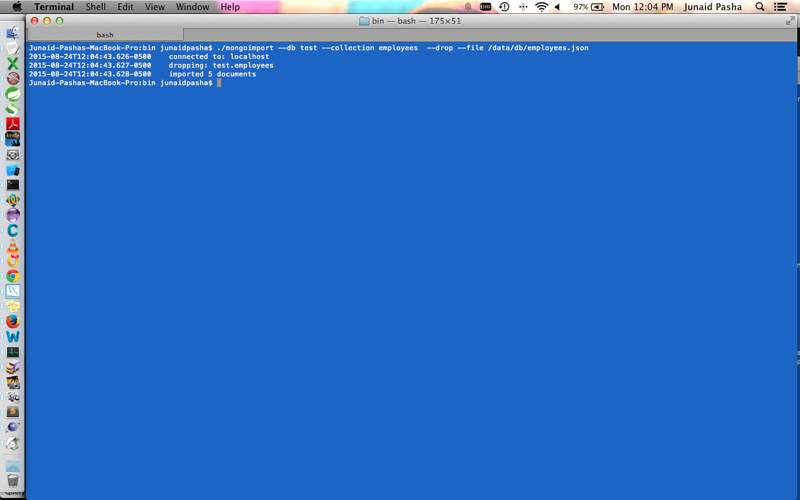 Terminal Shell Edit View Window Help 97% Mon 12:04 PM Junaid Pasha
bin — bash — 175×51
bash
Junaid-Pashas-MacBook-Pro:bin junaidpasha$ ./mongoimport --db test --collection employees  --drop --file /data/db/employees.json
2015-08-24T12:04:43.626-0500    connected to: localhost
2015-08-24T12:04:43.627-0500    dropping: test.employees
2015-08-24T12:04:43.628-0500    imported 5 documents
Junaid-Pashas-MacBook-Pro:bin junaidpasha$
kindle